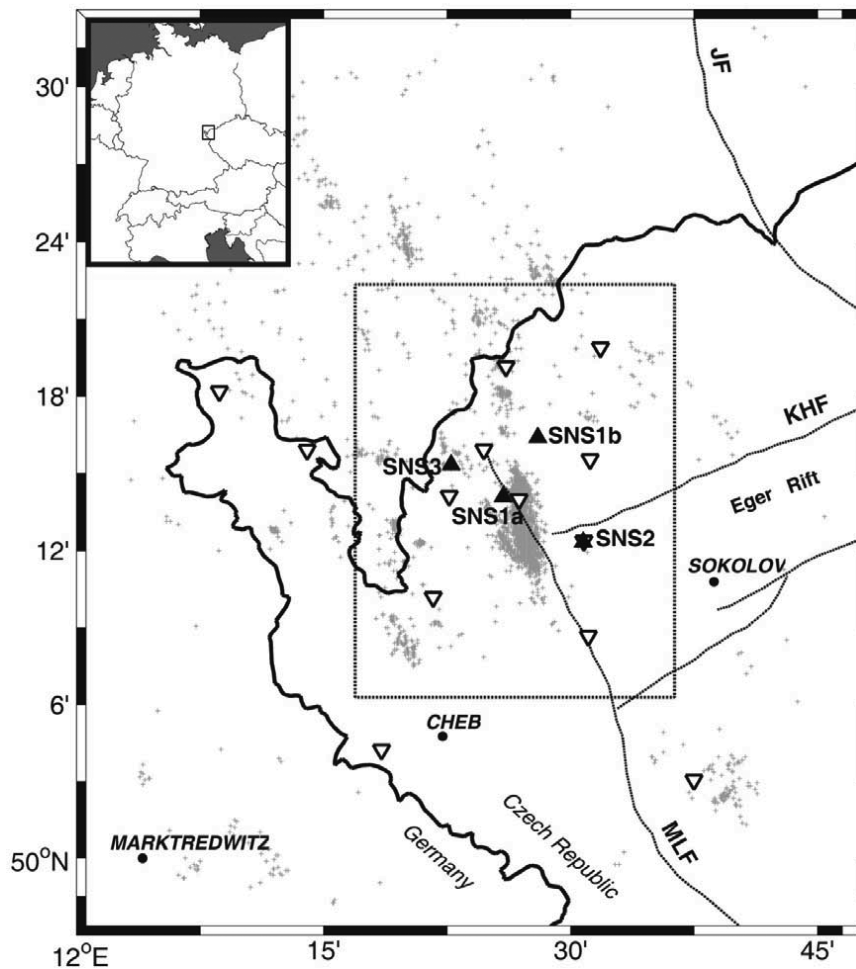 30'
JF
24'
18'
KHF
SNS1b
SNS3
Eger Rift
SNS1a
12'
SNS2
SOKOLOV
6'
CHEB
Czech Republic
MLF
MARKTREDWITZ
Germany
50°N
12°E
15'
30'
45'